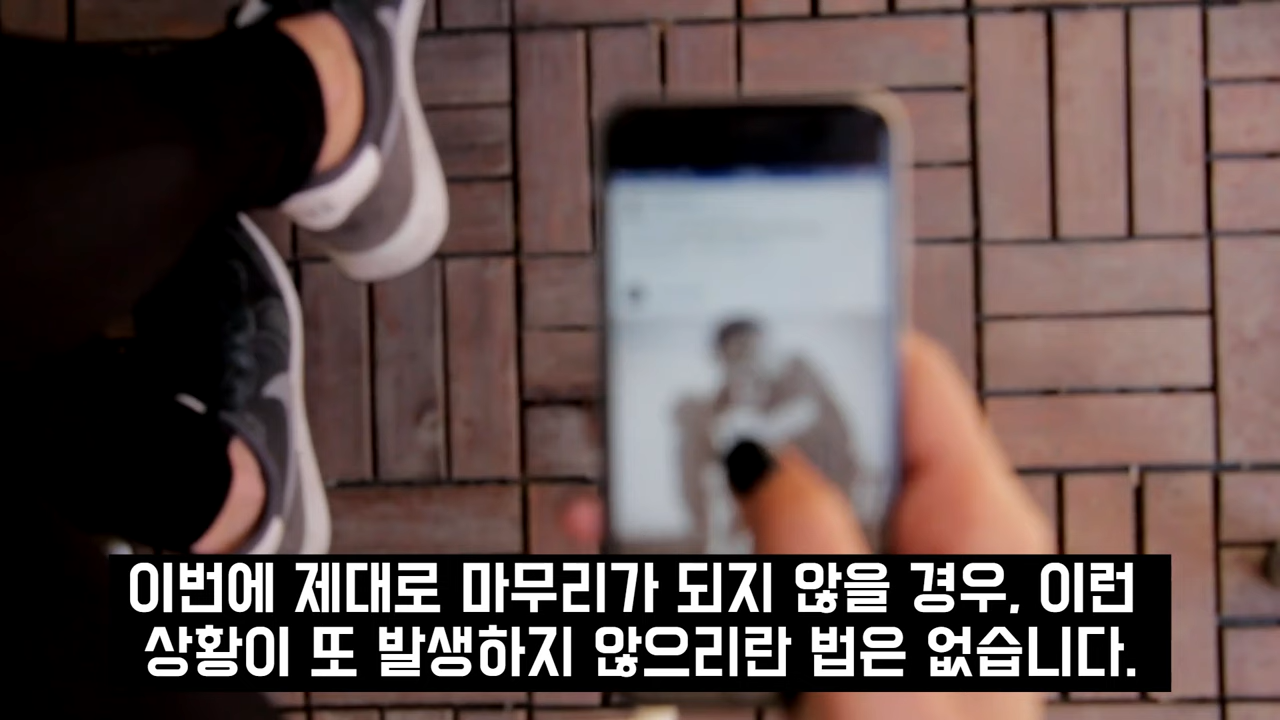 이번에 제대로 마무리가 되지 않을 경우, 이런
상황이 또 발생하지 않으리란 법은 없습니다.